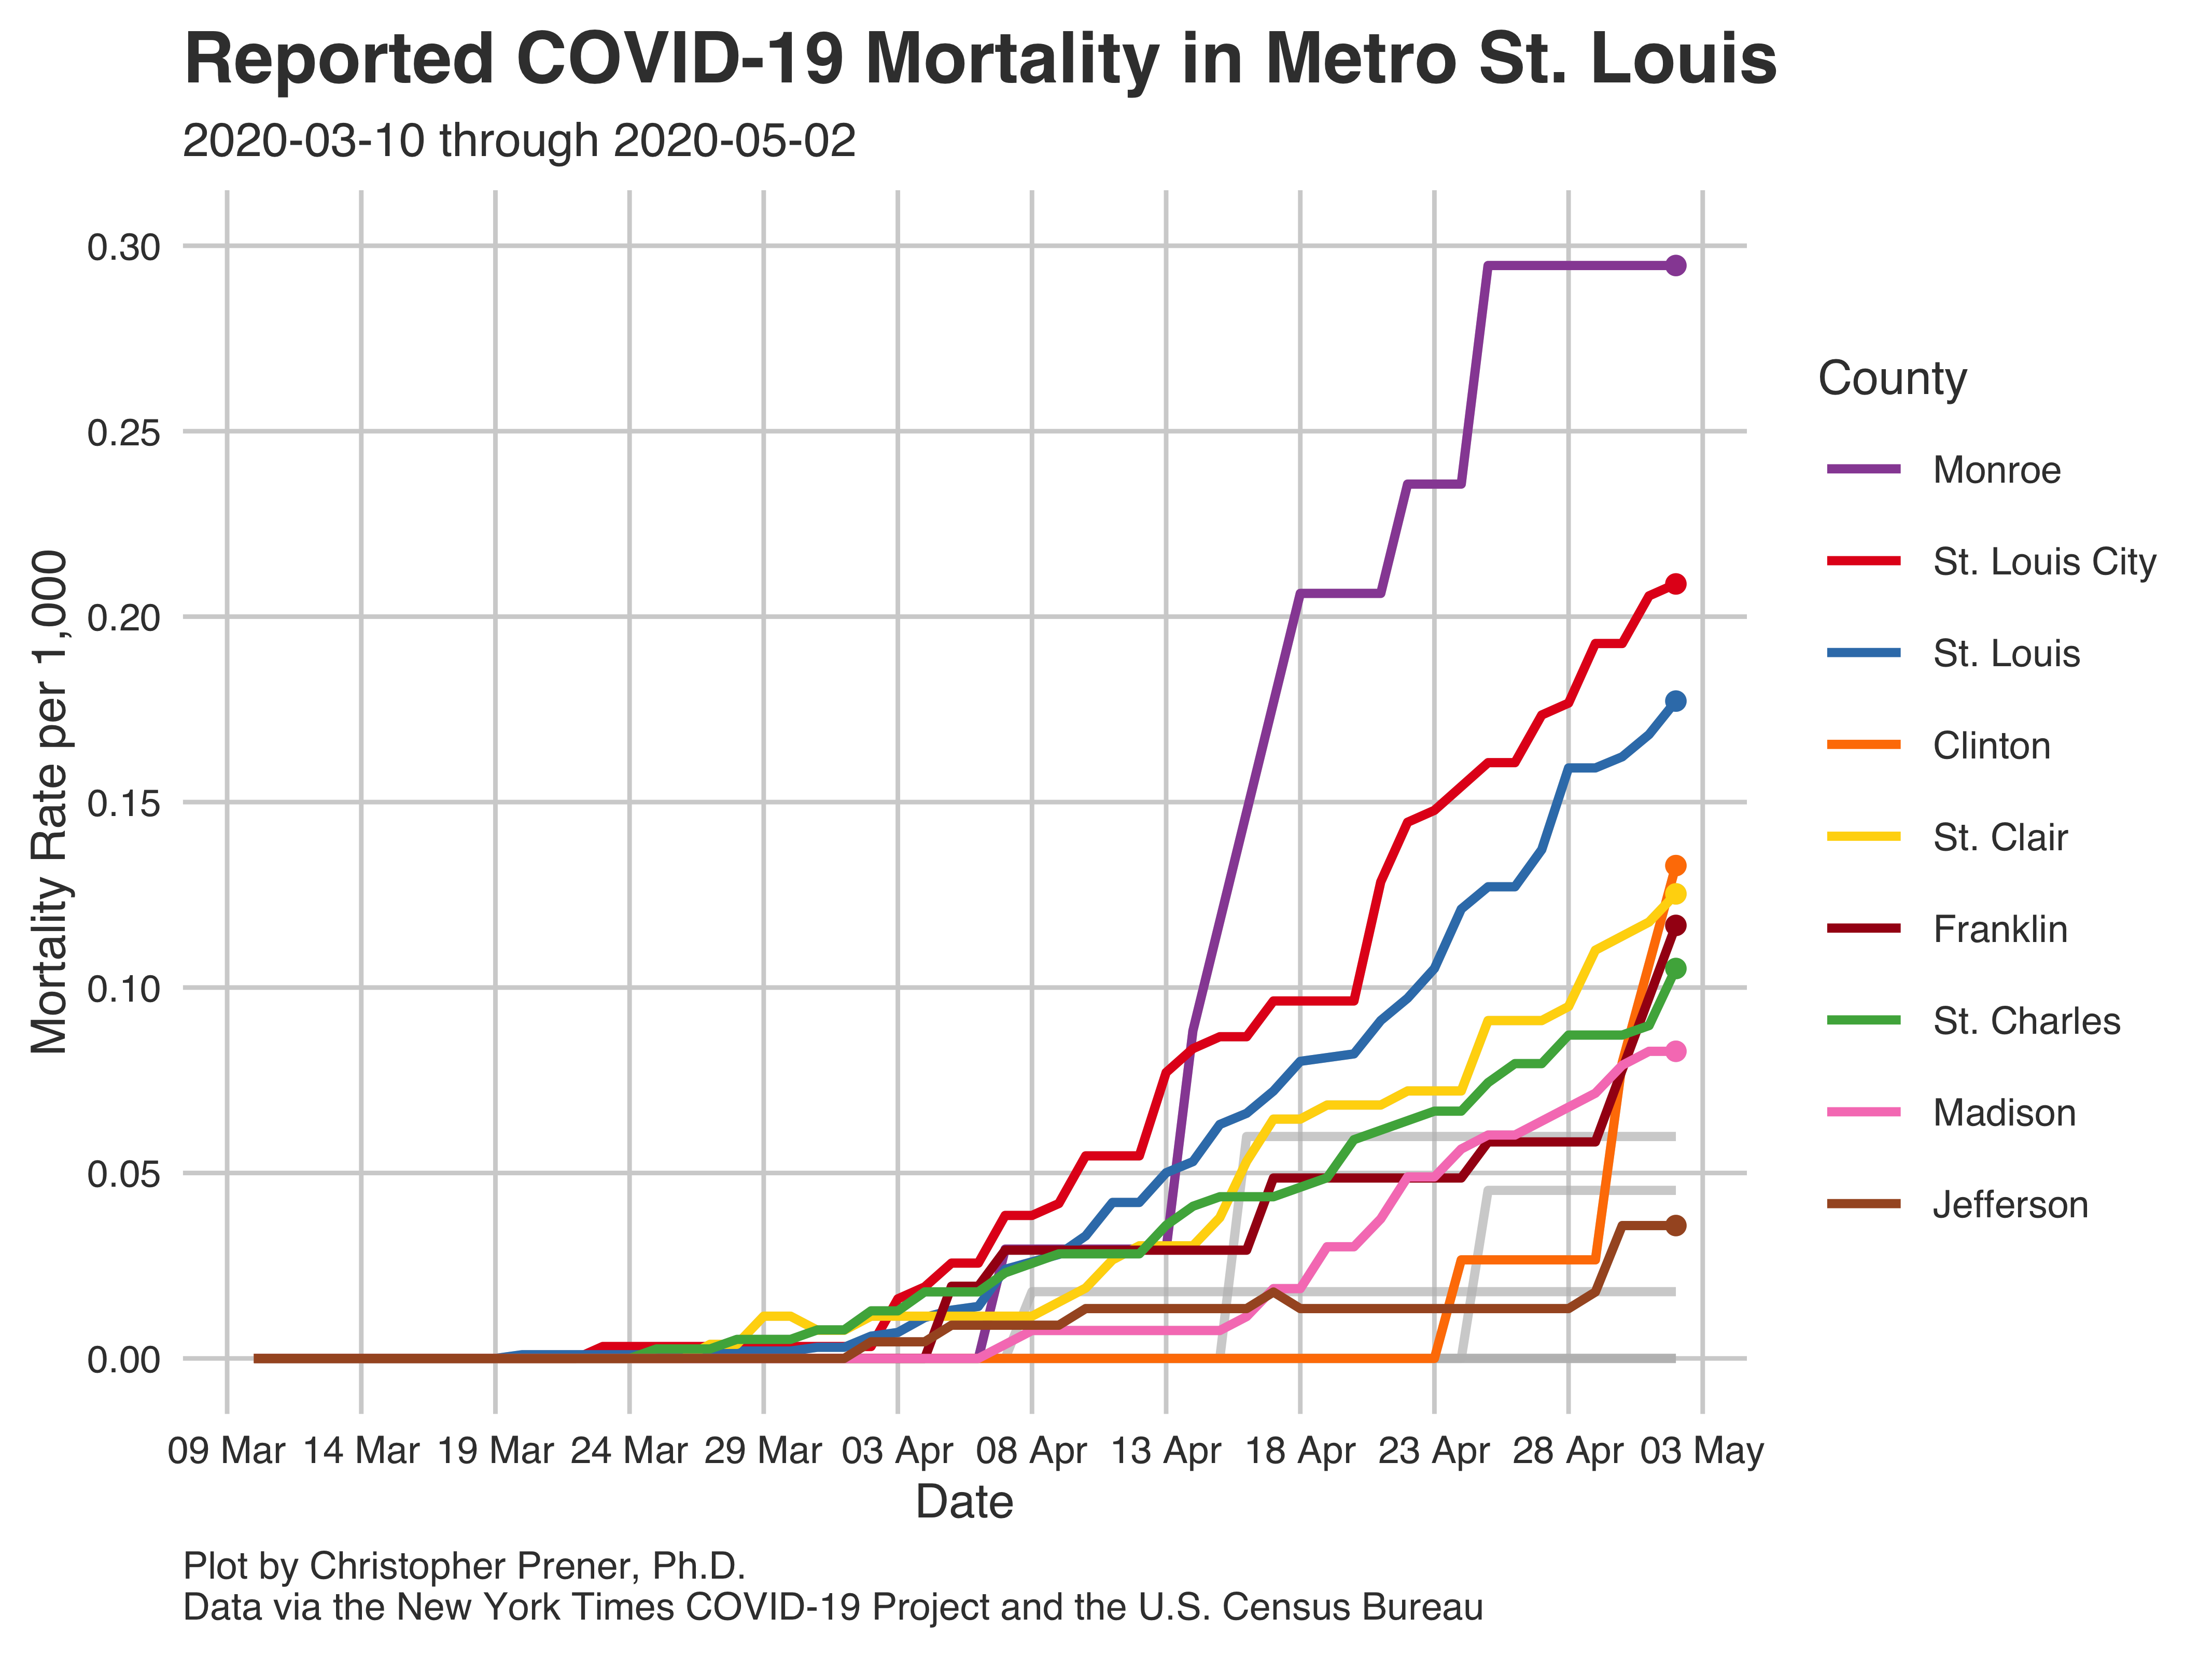 Reported COVID-19 Mortality in Metro St. Louis
2020-03-10 through 2020-05-02
Mortality Rate per 1,000
0.30
0.25
0.20
0.15
0.10
0.05
0.00
09 Mar 14 Mar 19 Mar 24 Mar 29 Mar 03 Apr 08 Apr 13 Apr 18 Apr 23 Apr 28 Apr 03 May
Date
County
Monroe
St. Louis City
St. Louis
Clinton
St. Clair
Franklin
St. Charles
Madison
Jefferson
Plot by Christopher Prener, Ph.D.
Data via the New York Times COVID-19 Project and the U.S. Census Bureau